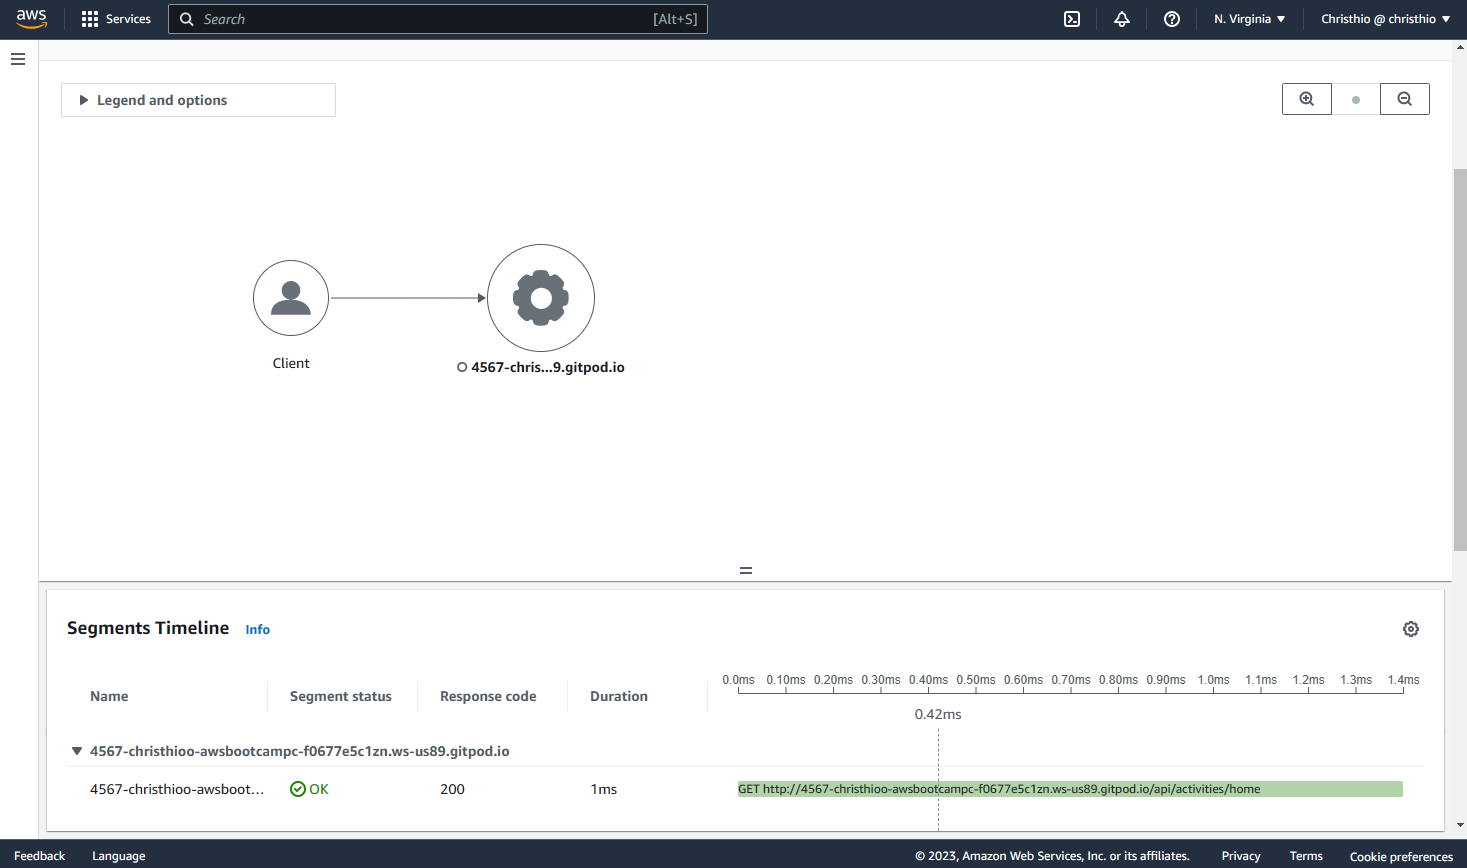 aws
Services
Search
[Alt+S]
N. Virginia
Christhio @ christhio
Legend and options
Client
4567-chris...9.gitpod.io
Segments Timeline
Info
Name
Segment status
Response code
Duration
0.0ms 0.10ms 0.20ms 0.30ms 0.40ms 0.50ms 0.60ms 0.70ms 0.80ms 0.90ms 1.0ms 1.1ms 1.2ms 1.3ms 1.4ms
0.42ms
4567-christhioo-awsbootcampc-f0677e5c1zn.ws-us89.gitpod.io
4567-christhioo-awsboot...
OK
200
1ms
GET http://4567-christhioo-awsbootcampc-f0677e5c1zn.ws-us89.gitpod.io/api/activities/home
Feedback
Language
© 2023, Amazon Web Services, Inc. or its affiliates.
Privacy
Terms
Cookie preferences